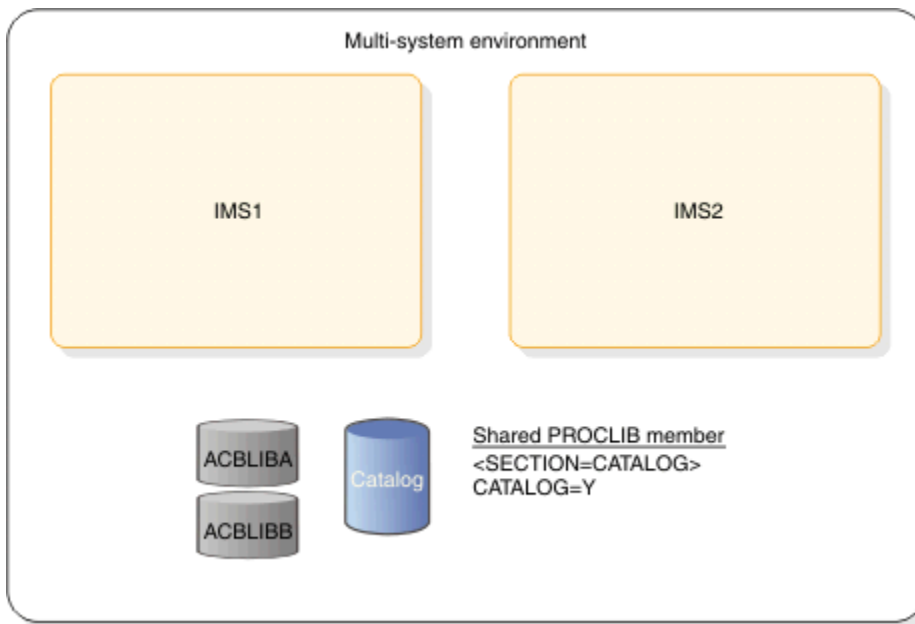 Multi-system environment
IMS1
IMS2
ACBLIBA
ACBLIBB
Catalog
Shared PROCLIB member
<SECTION=CATALOG>
CATALOG=Y